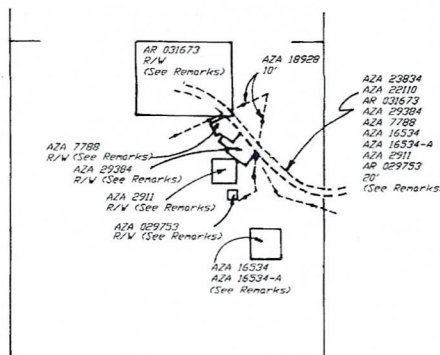 AR 031673
R/W
(See Remarks)
AZA 18928
10'
AZA 23834
AZA 22110
AR 031673
AZA 29384
AZA 7788
AZA 16534
AZA 16534-A
AZA 2911
AR 029753
20'
(See Remarks
AZA 7788
R/W (See Remarks)
AZA 29384
R/W (See Remarks)
AZA 2911
R/W (See Remarks)
AZA 029753
R/W (See Remarks)
AZA 16534
AZA 16534-A
(See Remarks)